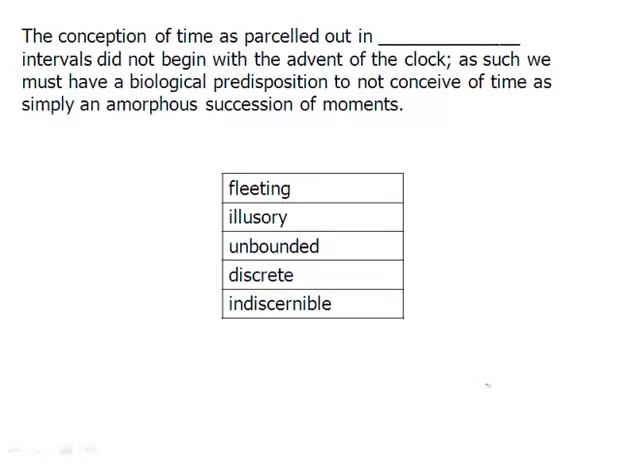 The conception of time as parcelled out in _______________
intervals did not begin with the advent of the clock; as such we
must have a biological predisposition to not conceive of time as
simply an amorphous succession of moments.
fleeting
illusory
unbounded
discrete
indiscernible